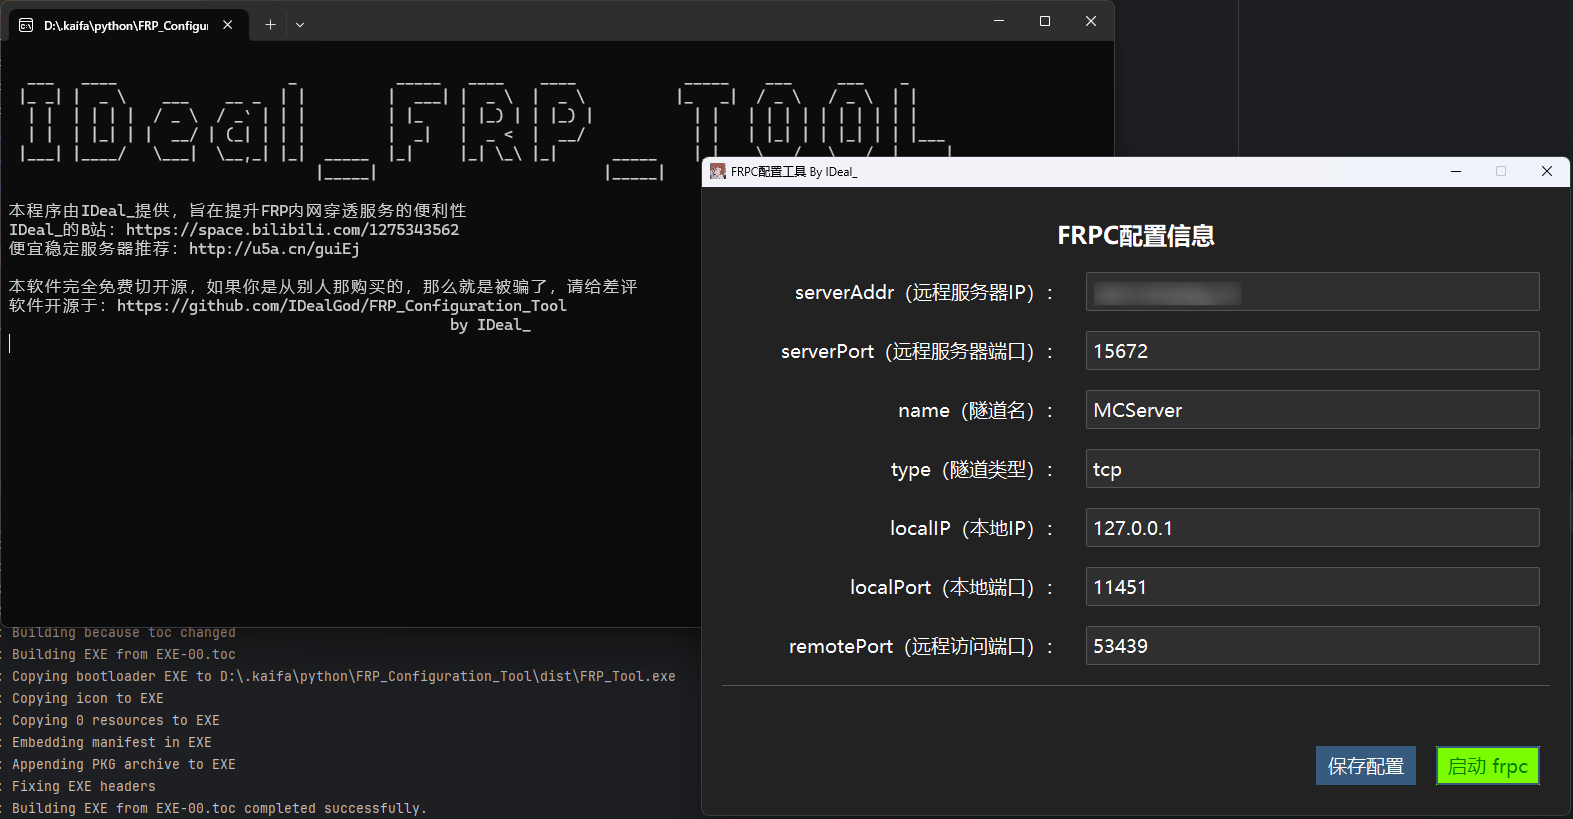 D:\.kaifa\python\FRP_Configu
IDeal_FRP_TOOL
本程序由IDeal_提供，旨在提升FRP内网穿透服务的便利性
IDeal_的B站：https://space.bilibili.com/1275343562
便宜稳定服务器推荐：http://u5a.cn/guiEj
本软件完全免费切开源，如果你是从别人那购买的，那么就是被骗了，请给差评
软件开源于：https://github.com/IDealGod/FRP_Configuration_Tool
by IDeal_
: Building because toc changed
: Building EXE from EXE-00.toc
: Copying bootloader EXE to D:\.kaifa\python\FRP_Configuration_Tool\dist\FRP_Tool.exe
: Copying icon to EXE
: Copying 0 resources to EXE
: Embedding manifest in EXE
: Appending PKG archive to EXE
: Fixing EXE headers
: Building EXE from EXE-00.toc completed successfully.
FRPC配置工具 By IDeal_
FRPC配置信息
serverAddr（远程服务器IP）：
serverPort（远程服务器端口）： 15672
name（隧道名）： MCServer
type（隧道类型）： tcp
localIP（本地IP）： 127.0.0.1
localPort（本地端口）： 11451
remotePort（远程访问端口）： 53439
保存配置 启动 frpc